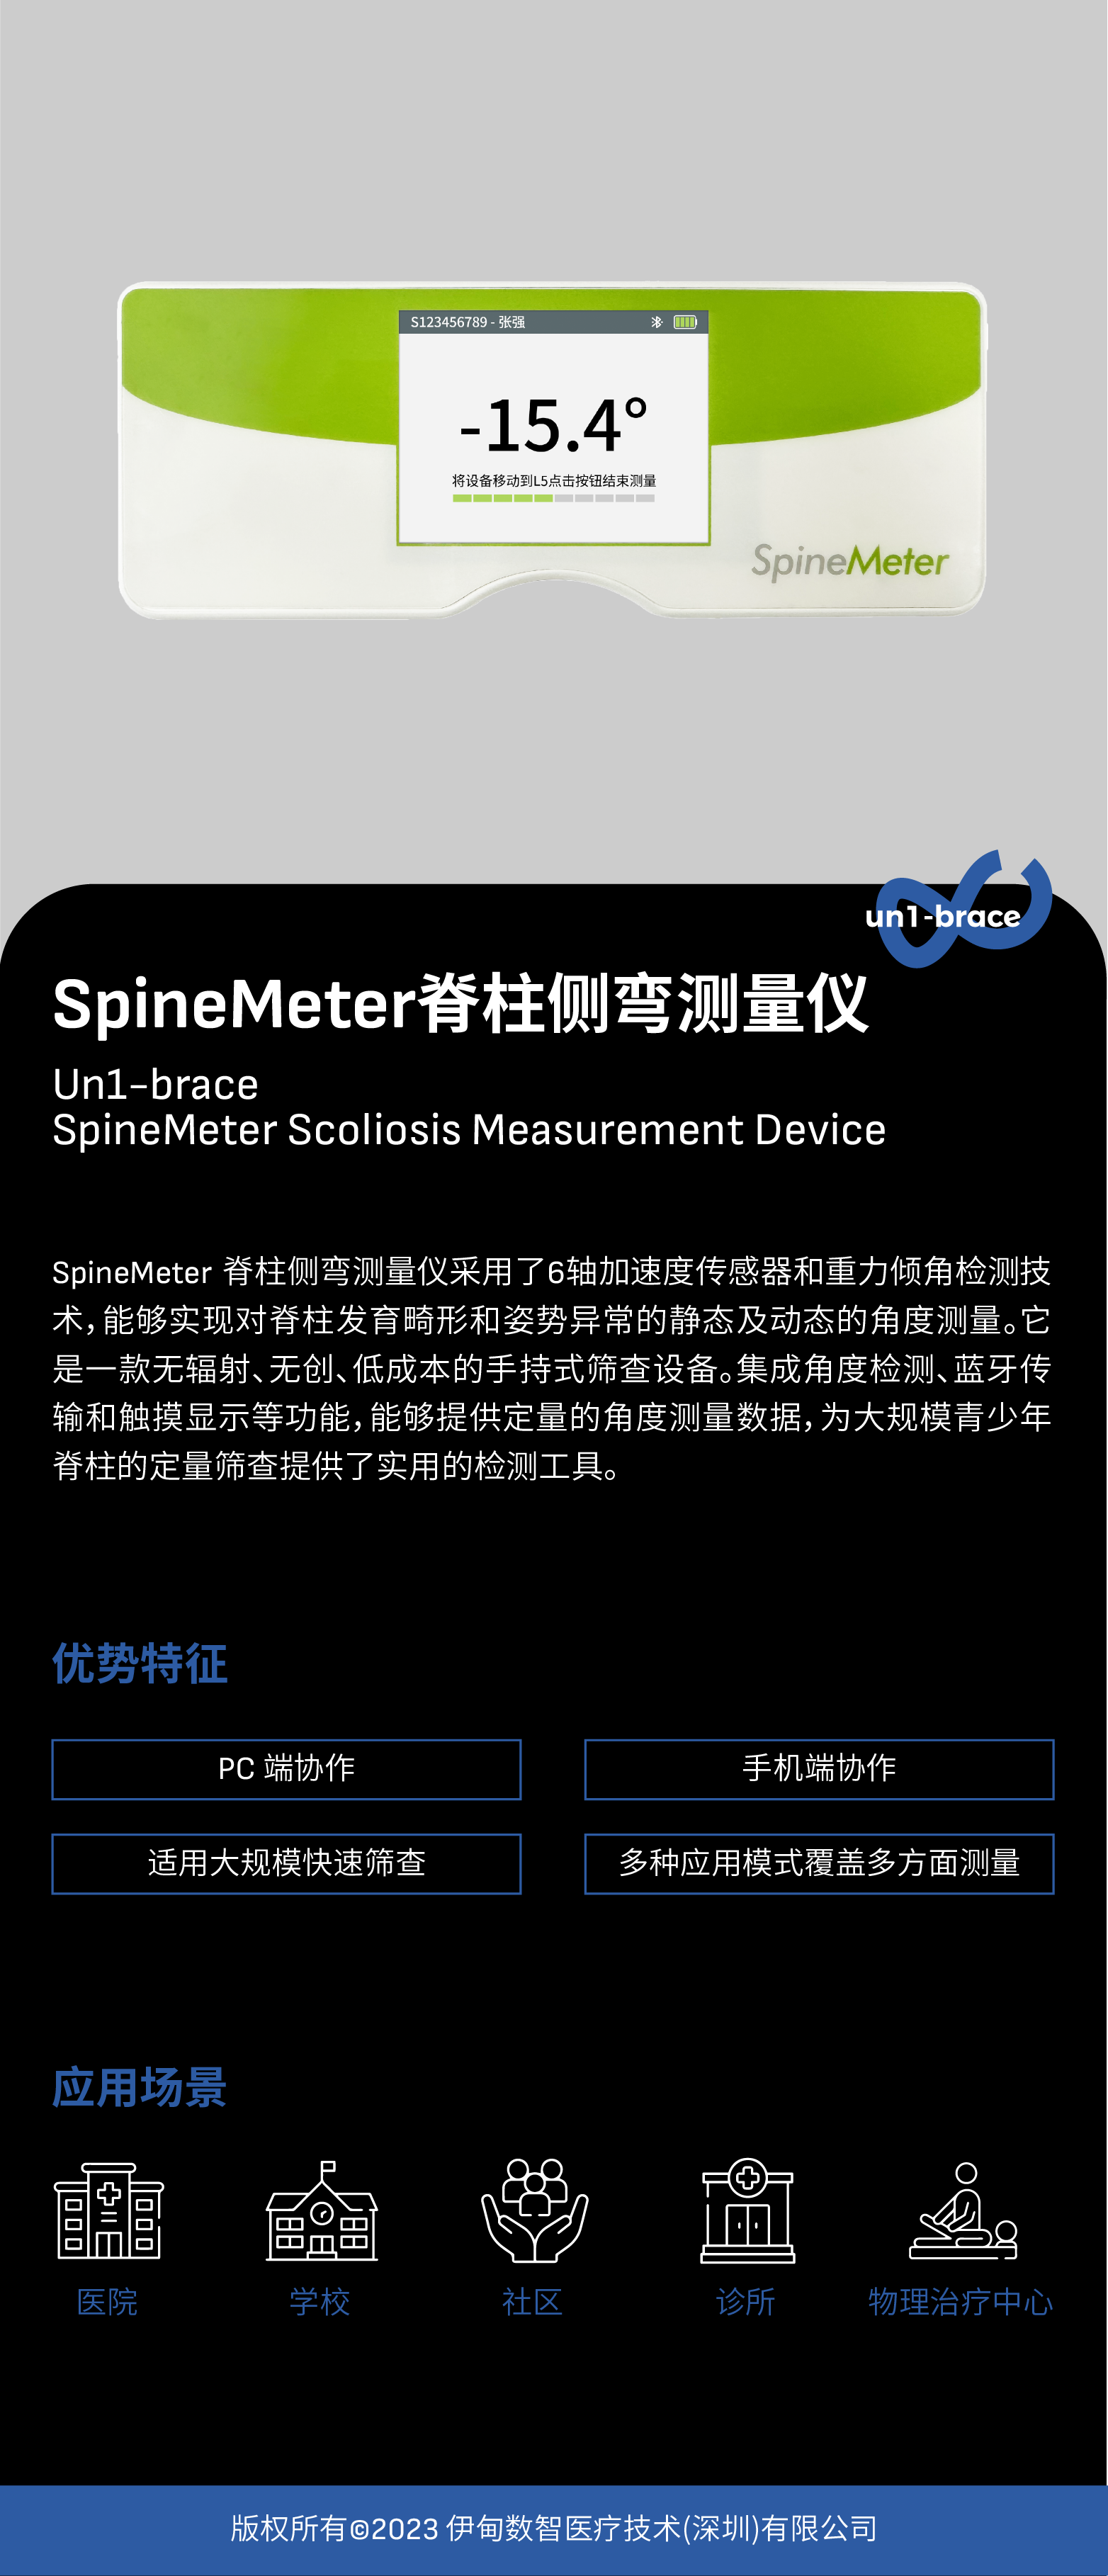 S123456789 - 张强
-15.4°
将设备移动到L5点击按钮结束测量
SpineMeter
un1-brace
SpineMeter脊柱侧弯测量仪
Un1-brace
SpineMeter Scoliosis Measurement Device
SpineMeter 脊柱侧弯测量仪采用了6轴加速度传感器和重力倾角检测技
术，能够实现对脊柱发育畸形和姿势异常的静态及动态的角度测量。它
是一款无辐射、无创、低成本的手持式筛查设备。集成角度检测、蓝牙传
输和触摸显示等功能，能够提供定量的角度测量数据，为大规模青少年
脊柱的定量筛查提供了实用的检测工具。
优势特征
PC 端协作
手机端协作
适用大规模快速筛查
多种应用模式覆盖多方面测量
应用场景
医院
学校
社区
诊所
物理治疗中心
版权所有©2023 伊甸数智医疗技术(深圳)有限公司